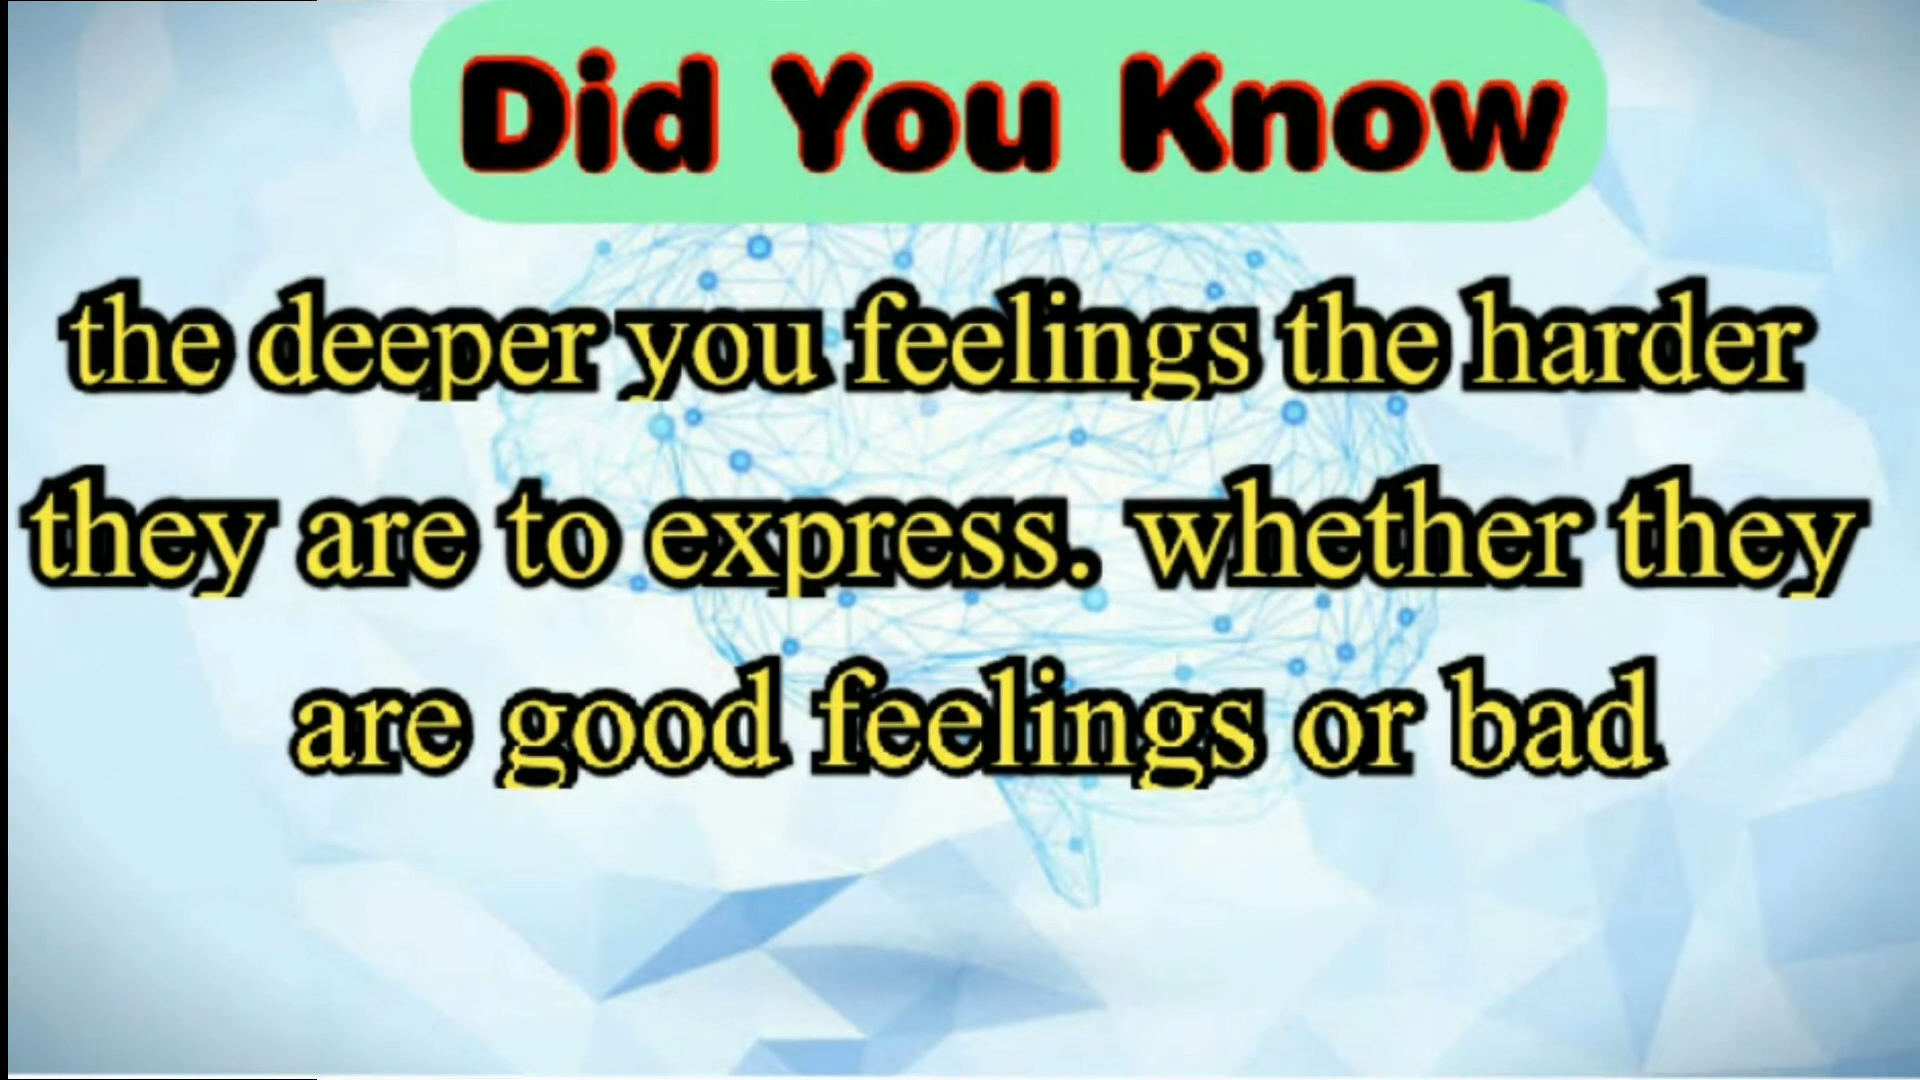 Did You Know
the deeper you feelings the harder
they are to express. whether they
are good feelings or bad